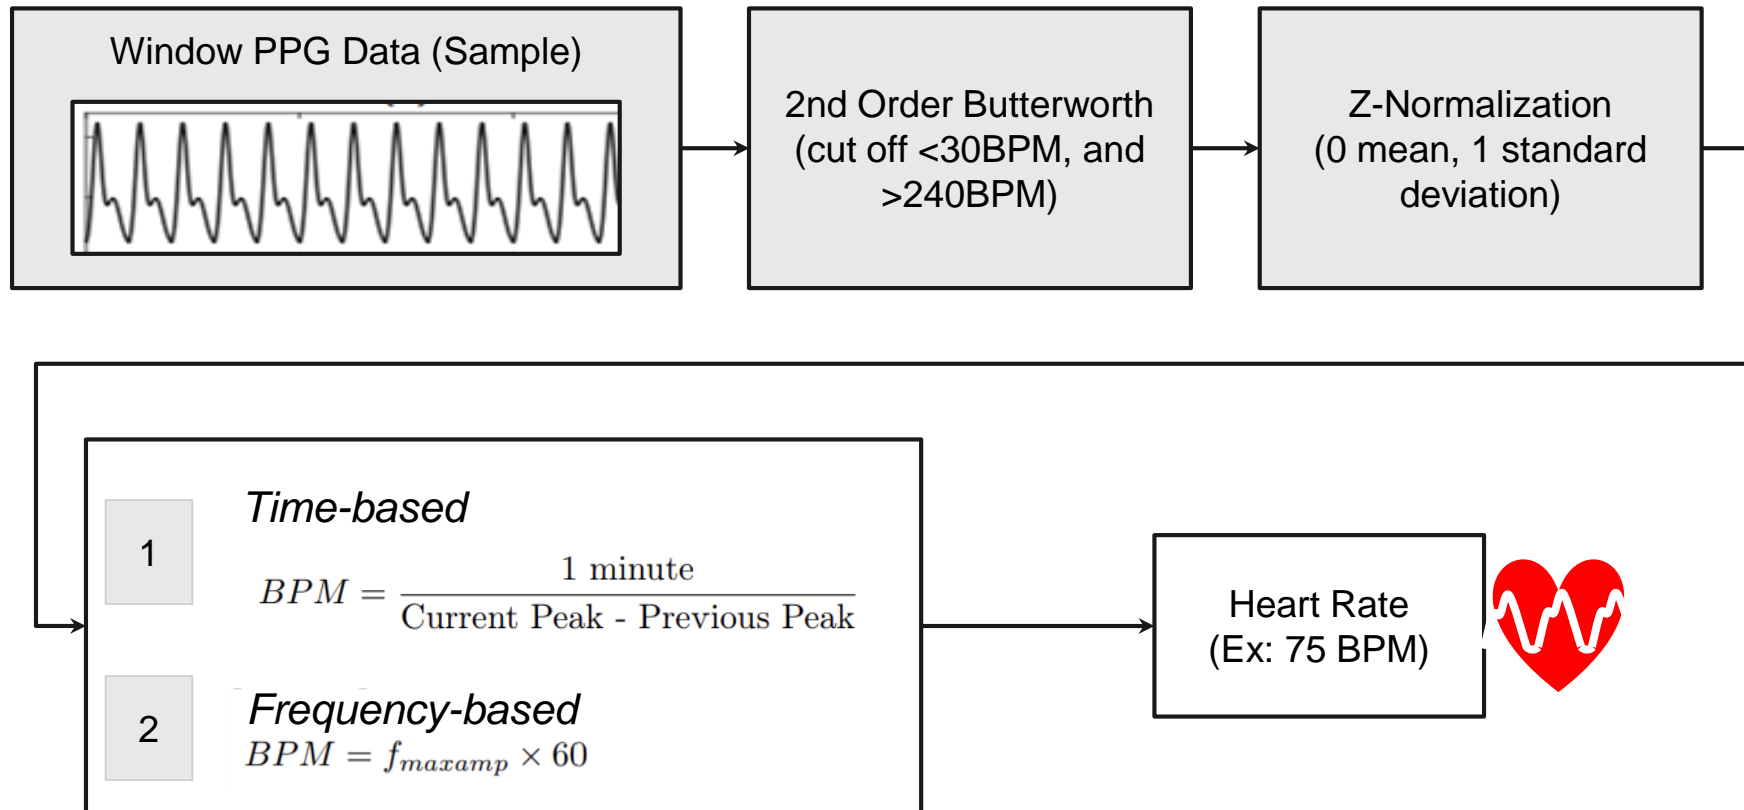 Window PPG Data (Sample)
2nd Order Butterworth
(cut off <30BPM, and
>240BPM)
Z-Normalization
(0 mean, 1 standard
deviation)
1
Time-based
BPM = 1 minute / Current Peak - Previous Peak
2
Frequency-based
BPM = f_{maxamp} × 60
Heart Rate
(Ex: 75 BPM)